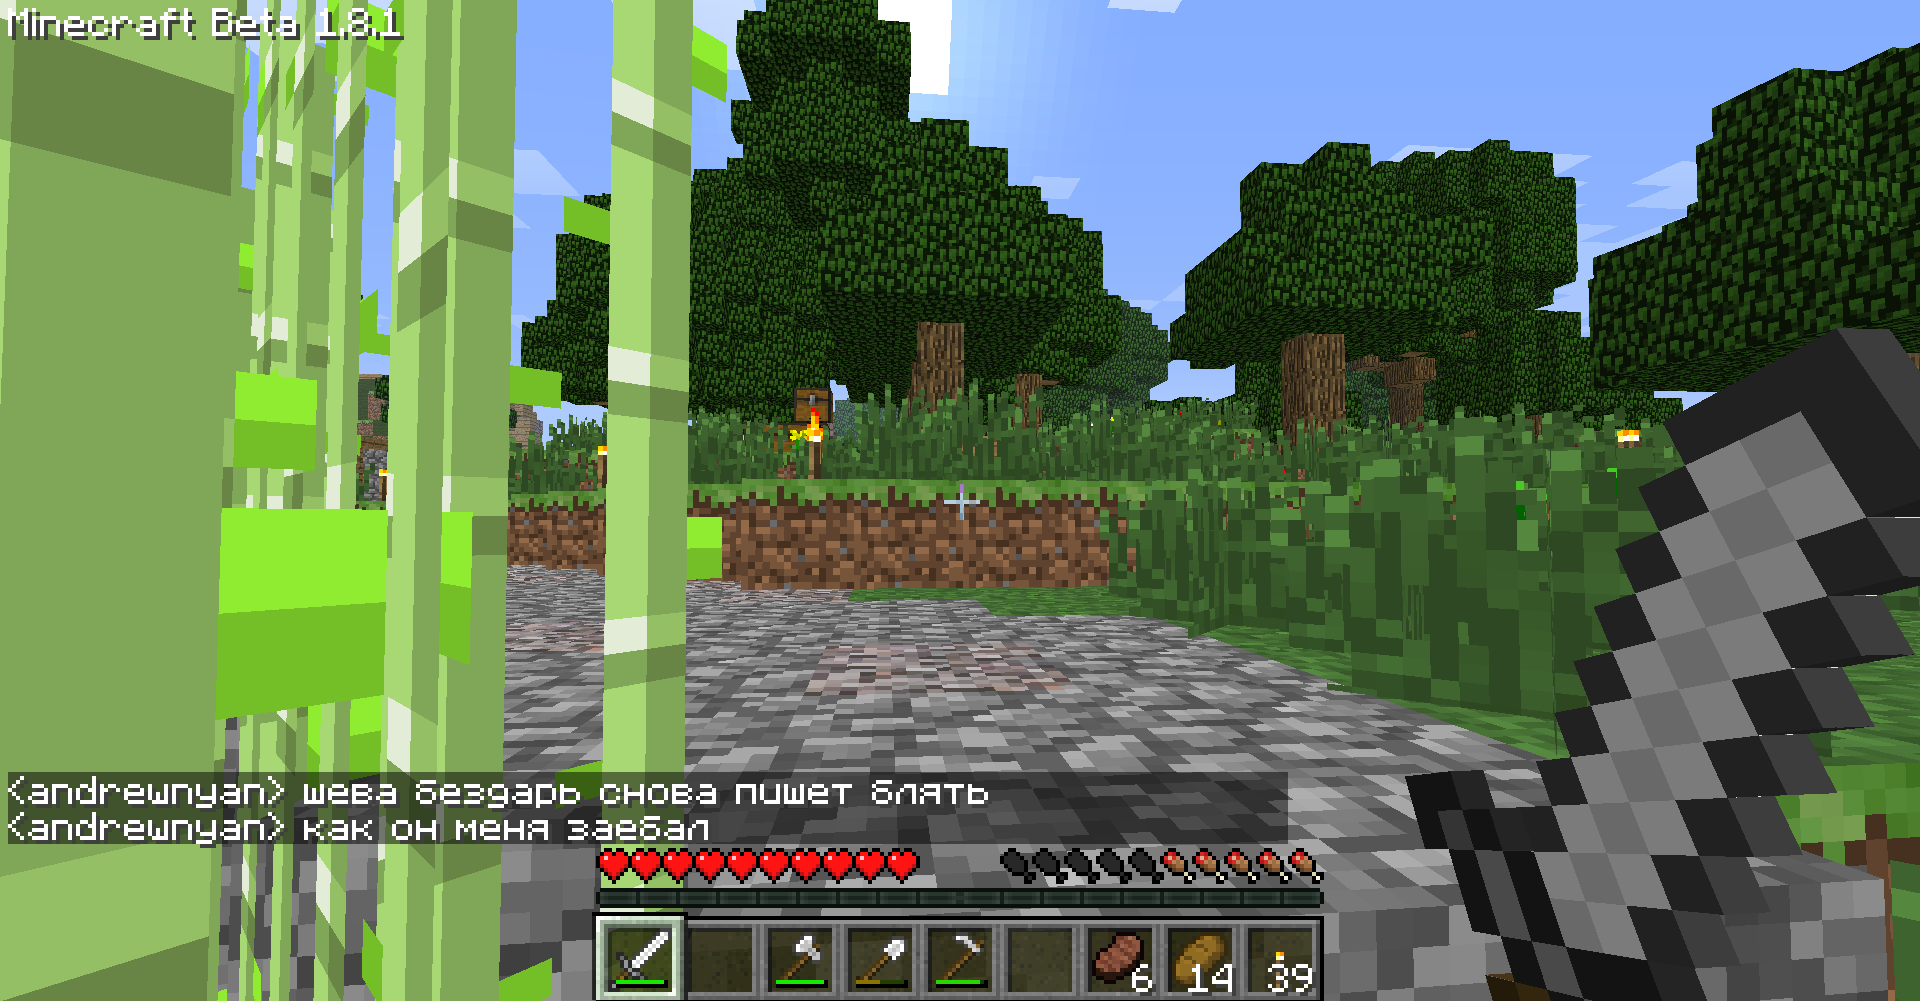 Minecraft Beta 1.8.1
<andrewnyan> шева бездарь снова пишет блять
<andrewnyan> как он меня заебал
6 14 39